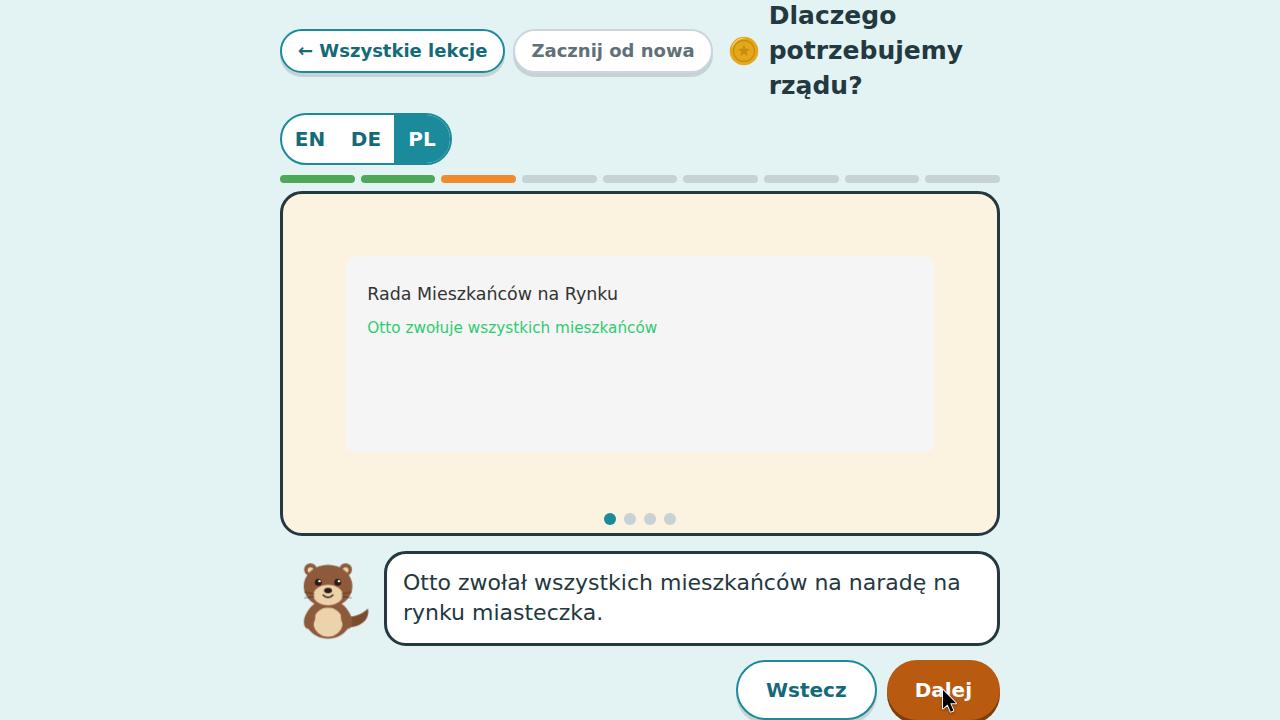 ← Wszystkie lekcje
Zacznij od nowa
Dlaczego
potrzebujemy
rządu?
EN DE PL
Rada Mieszkańców na Rynku
Otto zwołuje wszystkich mieszkańców
Otto zwołał wszystkich mieszkańców na naradę na
rynku miasteczka.
Wstecz
Dalej